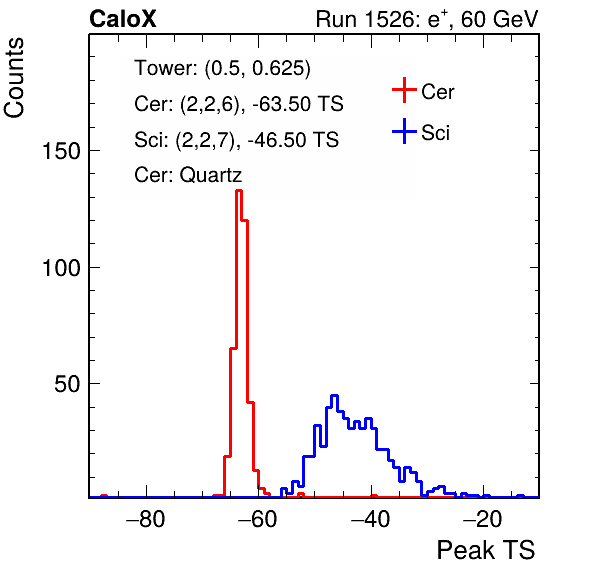 CaloX Run 1526: e⁺, 60 GeV
Counts
Tower: (0.5, 0.625)
Cer: (2,2,6), -63.50 TS
Sci: (2,2,7), -46.50 TS
Cer: Quartz
Cer
Sci
150
100
50
−80 −60 −40 −20
Peak TS